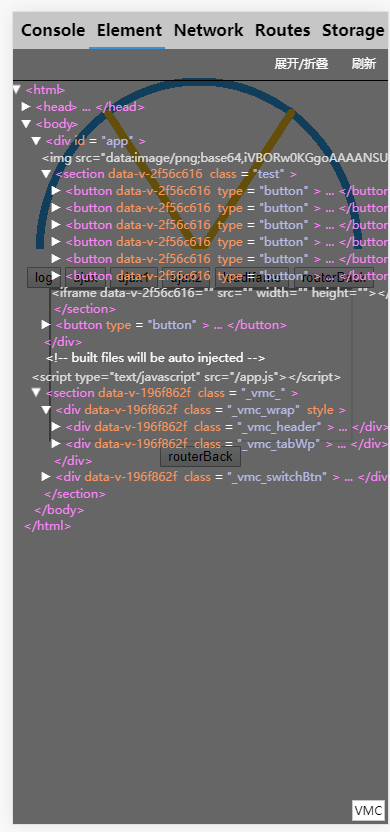 Console Element Network Routes Storage
展开/折叠 刷新
▼ <html>
▶ <head> ... </head>
▼ <body>
▼ <div id = "app" >
<img src="data:image/png;base64,iVBORw0KGgoAAAANSU
▼ <section data-v-2f56c616 class = "test" >
▶ <button data-v-2f56c616 type = "button" > ... </button
▶ <button data-v-2f56c616 type = "button" > ... </button
▶ <button data-v-2f56c616 type = "button" > ... </button
▶ <button data-v-2f56c616 type = "button" > ... </button
▶ <button data-v-2f56c616 type = "button" > ... </button
▶ <button data-v-2f56c616 type = "button" > ... </button
log ajax ajax1 ajax2 routerBack
<iframe data-v-2f56c616="" src="" width="" height=""></
</section>
▶ <button type = "button" > ... </button>
</div>
<!-- built files will be auto injected -->
<script type="text/javascript" src="/app.js"></script>
▼ <section data-v-196f862f class = "_vmc_" >
▼ <div data-v-196f862f class = "_vmc_wrap" style >
▶ <div data-v-196f862f class = "_vmc_header" > ... </div>
▶ <div data-v-196f862f class = "_vmc_tabWp" > ... </div>
</div>
routerBack
▶ <div data-v-196f862f class = "_vmc_switchBtn" > ... </div
</section>
</body>
</html>
VMC